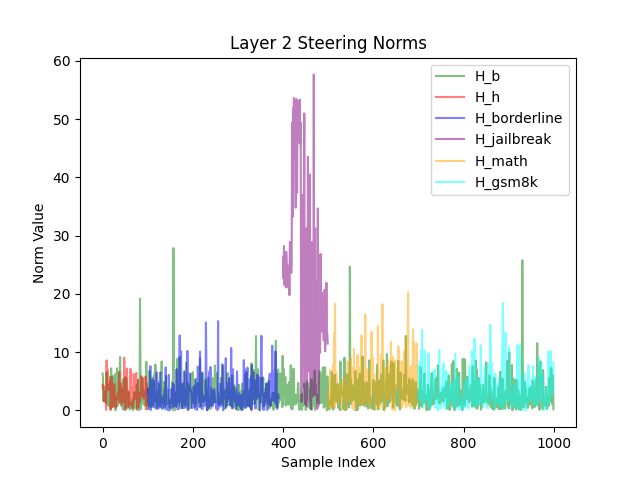 Layer 2 Steering Norms
Norm Value
60
50
40
30
20
10
0
H_b
H_h
H_borderline
H_jailbreak
H_math
H_gsm8k
0 200 400 600 800 1000
Sample Index